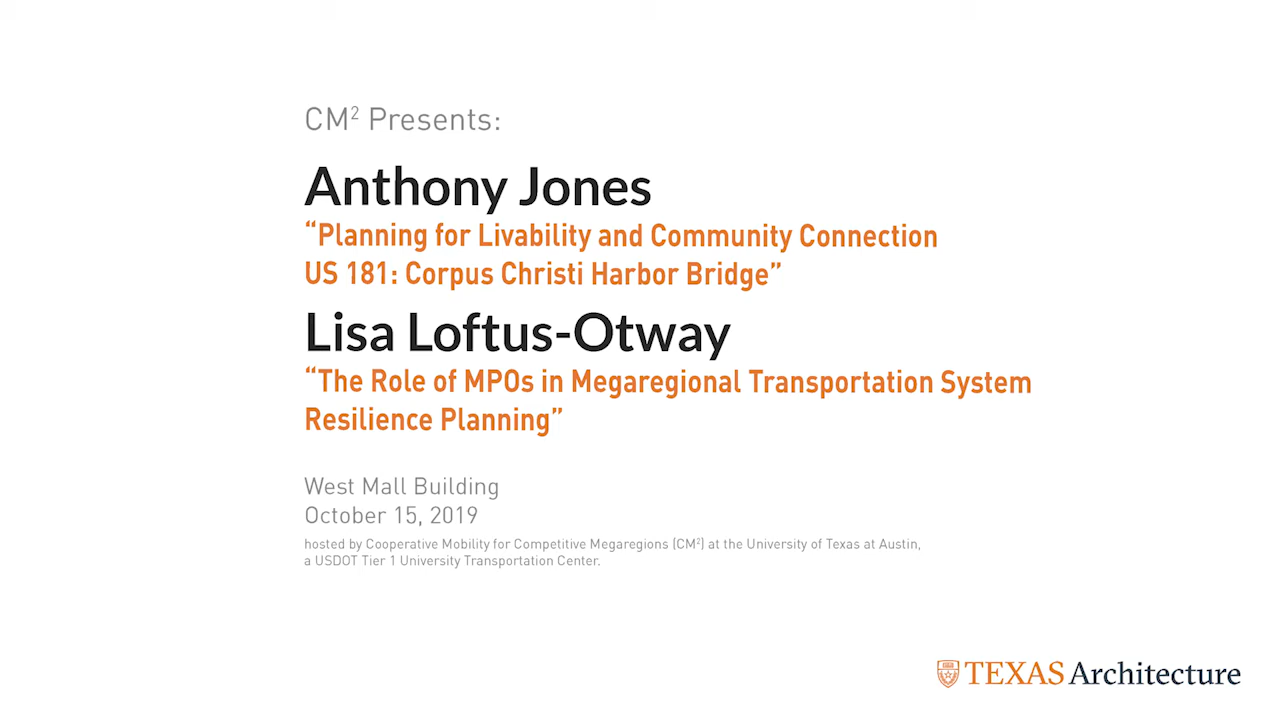 CM² Presents:
Anthony Jones
“Planning for Livability and Community Connection
US 181: Corpus Christi Harbor Bridge”
Lisa Loftus-Otway
“The Role of MPOs in Megaregional Transportation System
Resilience Planning”
West Mall Building
October 15, 2019
hosted by Cooperative Mobility for Competitive Megaregions (CM²) at the University of Texas at Austin,
a USDOT Tier 1 University Transportation Center.
TEXAS Architecture